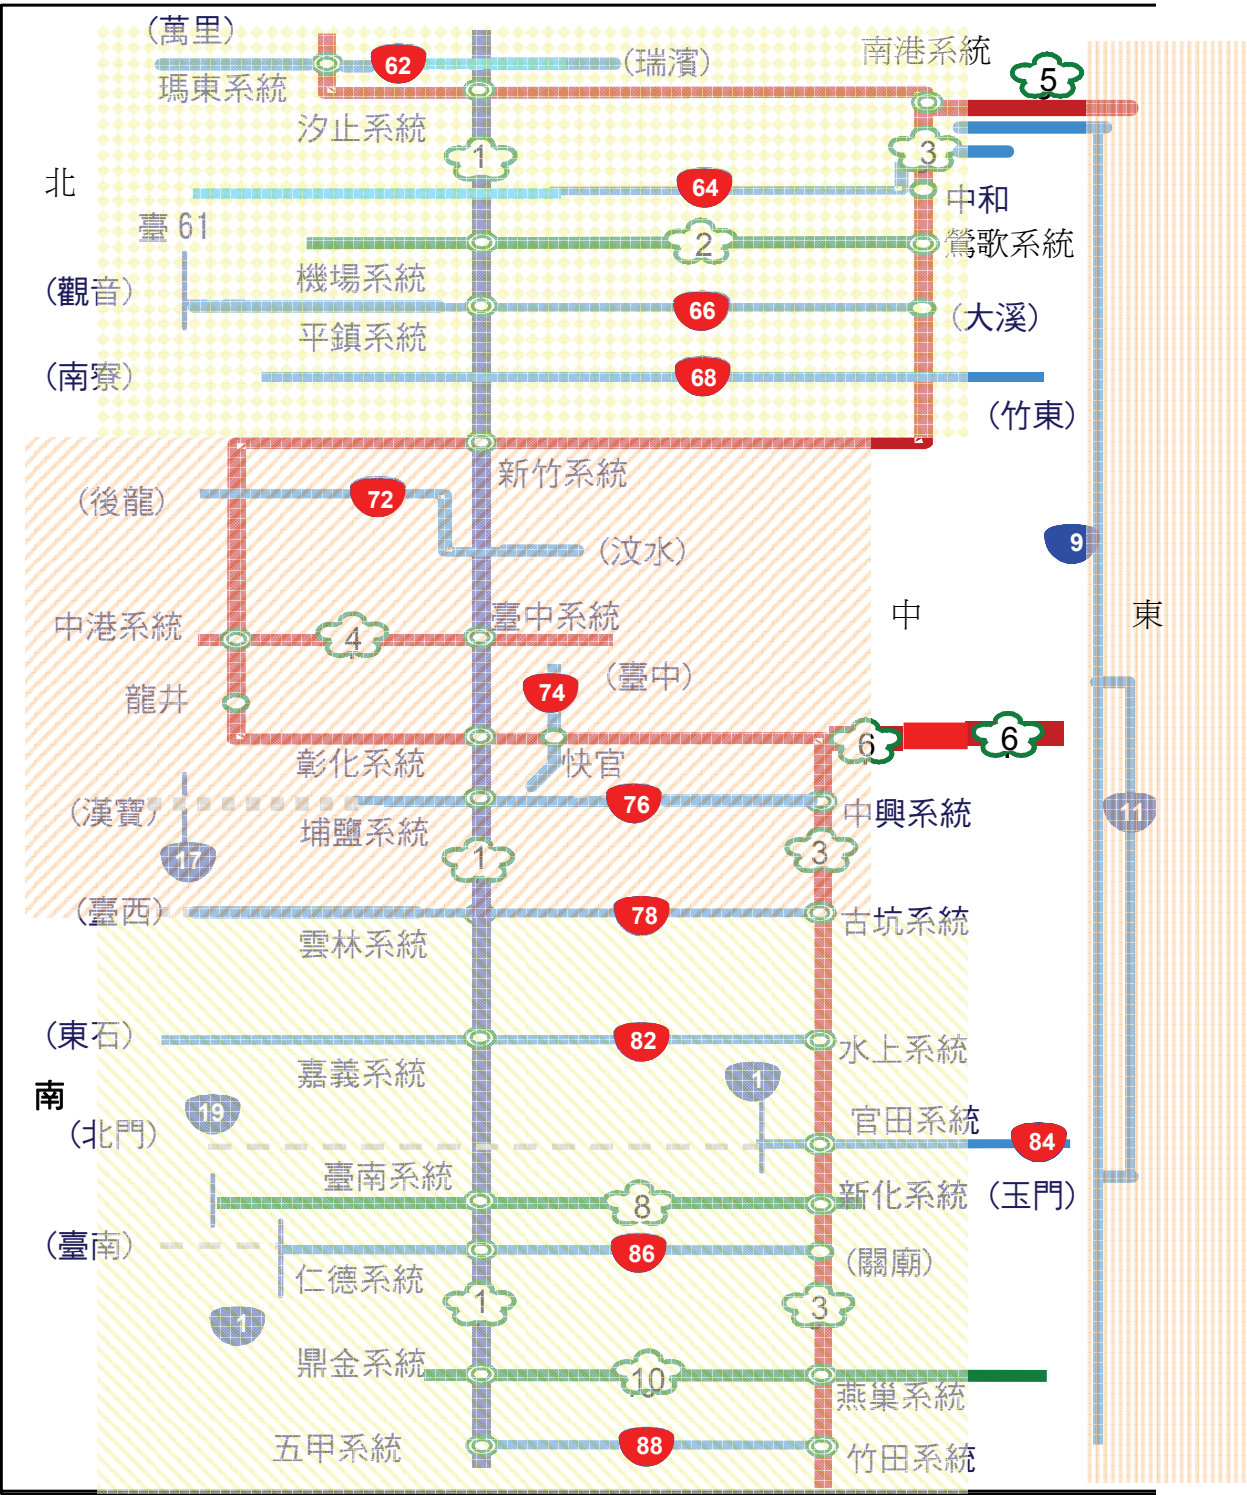 (萬里)
南港系統
62
(瑞濱)
5
瑪東系統
汐止系統
1
3
北
64
中和
臺 61
2
鶯歌系統
機場系統
(觀音)
66
(大溪)
平鎮系統
(南寮)
68
(竹東)
新竹系統
(後龍)
72
(汶水)
9
中港系統
4
臺中系統
中
東
龍井
74
(臺中)
彰化系統
快官
6
6
(漢寶)
76
中興系統
11
埔鹽系統
17
1
3
(臺西)
78
古坑系統
雲林系統
(東石)
82
水上系統
嘉義系統
南
19
1
官田系統
(北門)
84
臺南系統
8
新化系統
(玉門)
(臺南)
86
(關廟)
仁德系統
1
1
3
鼎金系統
10
燕巢系統
五甲系統
88
竹田系統